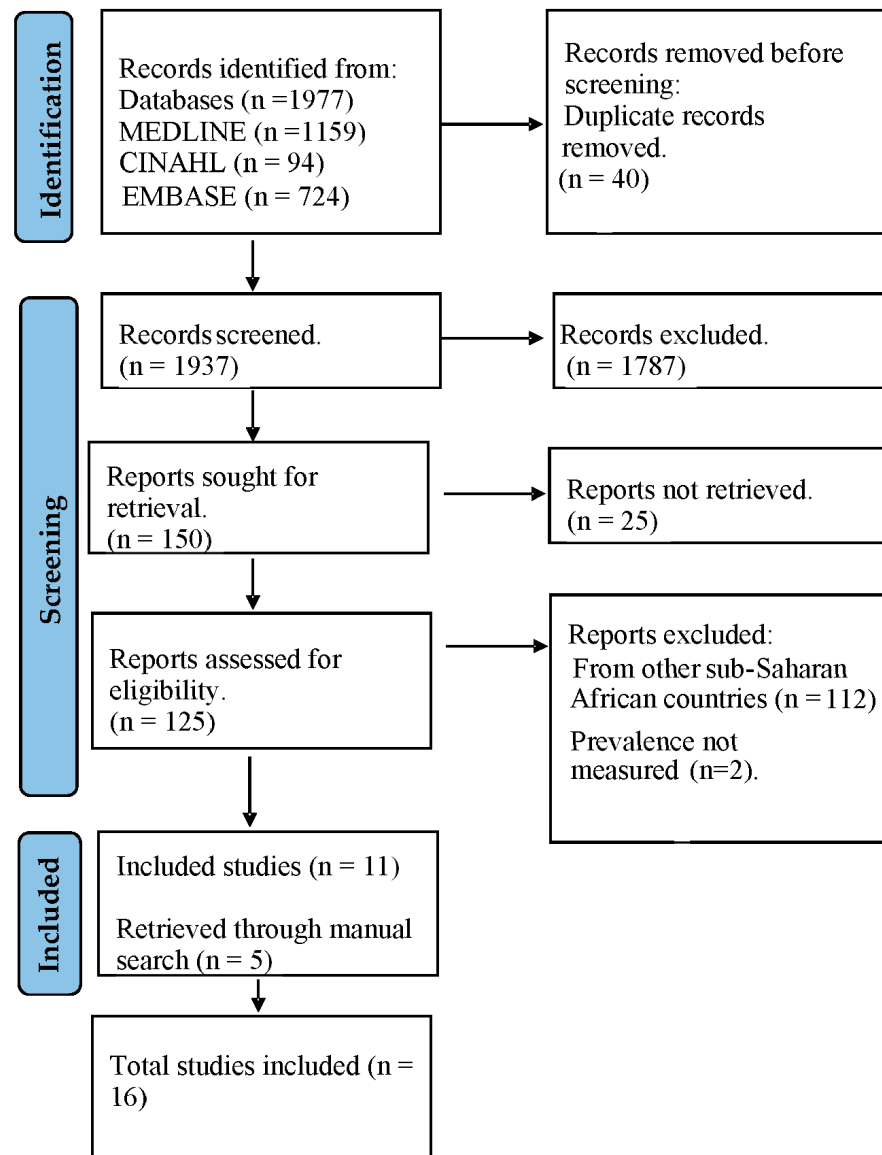 Identification
Records identified from:
Databases (n =1977)
MEDLINE (n =1159)
CINAHL (n = 94)
EMBASE (n = 724)
Records removed before
screening:
Duplicate records
removed.
(n = 40)
Screening
Records screened.
(n = 1937)
Records excluded.
(n = 1787)
Reports sought for
retrieval.
(n = 150)
Reports not retrieved.
(n = 25)
Reports assessed for
eligibility.
(n = 125)
Reports excluded:
From other sub-Saharan
African countries (n = 112)
Prevalence not
measured (n=2).
Included
Included studies (n = 11)
Retrieved through manual
search (n = 5)
Total studies included (n =
16)